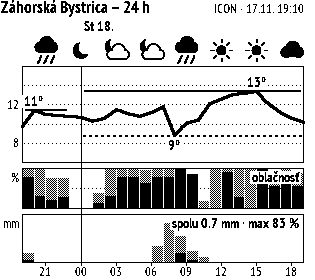 Záhorská Bystrica – 24 h
ICON · 17.11. 19:10
St 18.
11°
13°
12
8
9°
%
oblačnosť
mm
spolu 0.7 mm · max 83 %
21 00 03 06 09 12 15 18